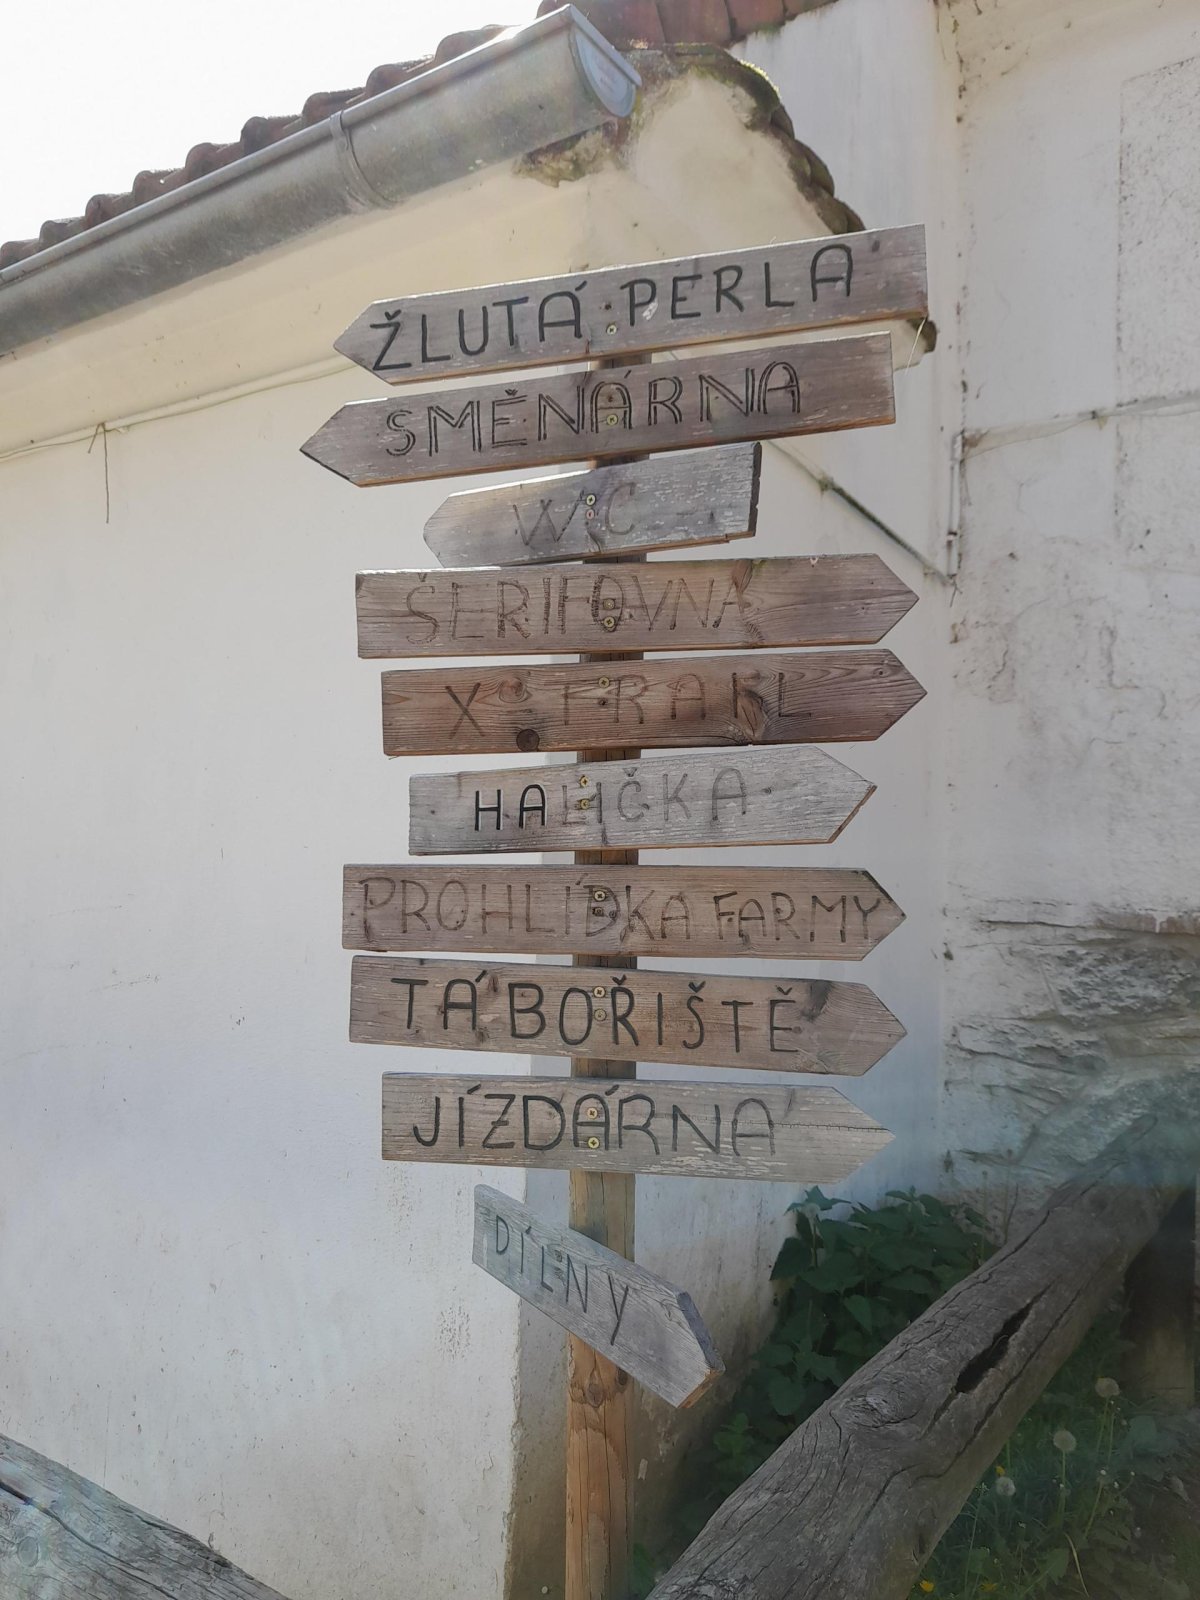 ŽLUTÁ PERLA
SMĚNÁRNA
WC
ŠERIFOVNA
HALIČKA
PROHLÍDKA FARMY
TÁBOŘIŠTĚ
JÍZDÁRNA
DÍLNY